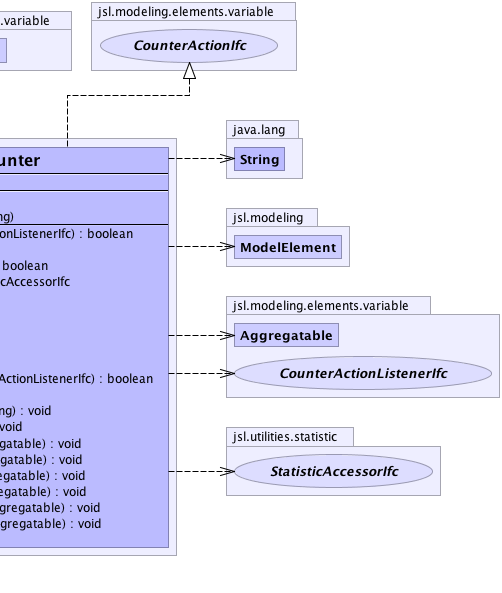 .variable
jsl.modeling.elements.variable
CounterActionIfc
java.lang
String
unter
ng)
onListenerIfc) : boolean
boolean
cAccessorIfc
jsl.modeling
ModelElement
jsl.modeling.elements.variable
Aggregatable
CounterActionListenerIfc
ActionListenerIfc) : boolean
ng) : void
void
gatable) : void
gatable) : void
egatable) : void
egatable) : void
ggregatable) : void
gregatable) : void
jsl.utilities.statistic
StatisticAccessorIfc